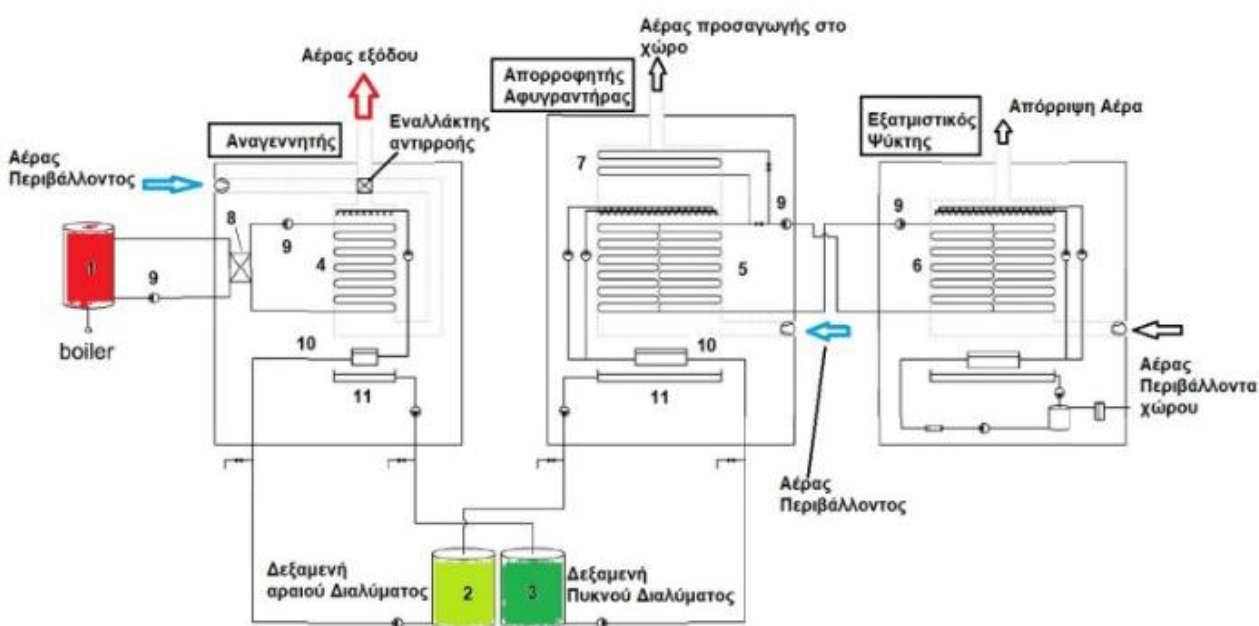 Αέρας προσαγωγής στο
χώρο
Αέρας εξόδου
Απορροφητής
Αφυγραντήρας
Απόρριψη Αέρα
Εξατμιστικός
Ψύκτης
Εναλλάκτης
αντιρροής
Αναγεννητής
Αέρας
Περιβάλλοντος
7
8
9
9
9
1
4
5
6
9
boiler
10
10
11
11
Αέρας
Περιβάλλοντα
χώρου
Αέρας
Περιβάλλοντος
Δεξαμενή
αραιού Διαλύματος
2
3
Δεξαμενή
Πυκνού Διαλύματος